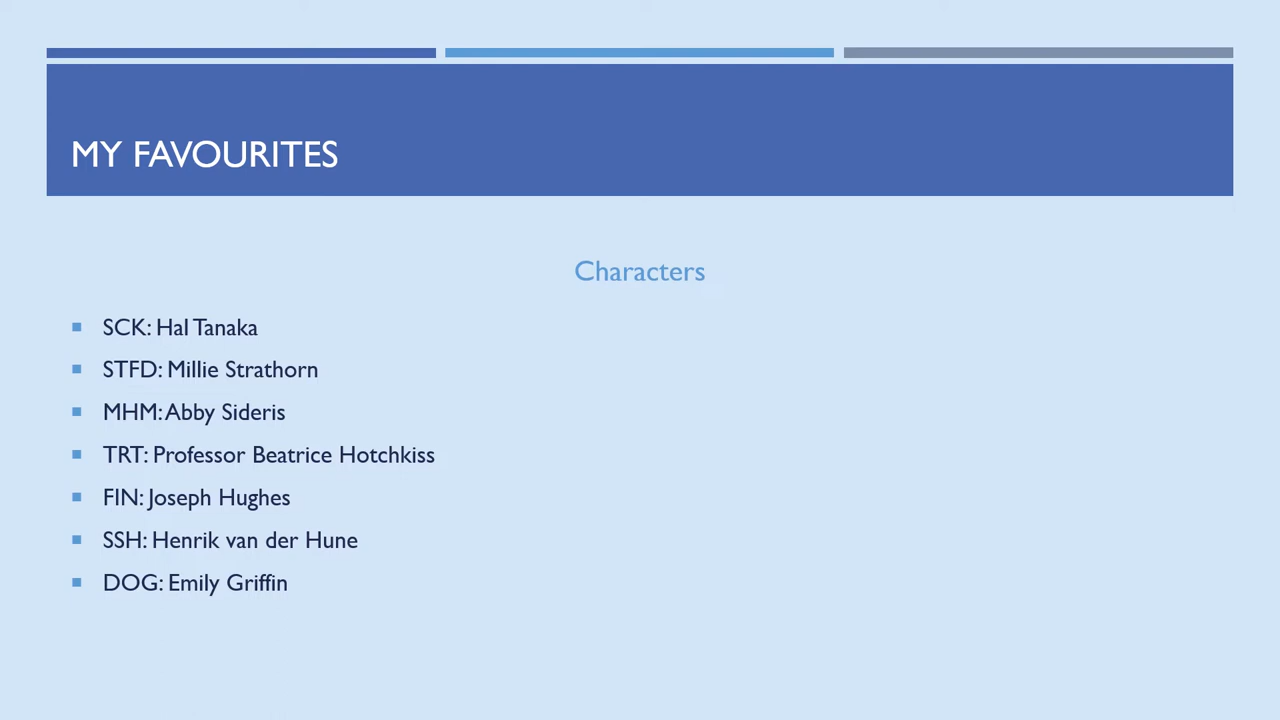 MY FAVOURITES
Characters
SCK: Hal Tanaka
STFD: Millie Strathorn
MHM: Abby Sideris
TRT: Professor Beatrice Hotchkiss
FIN: Joseph Hughes
SSH: Henrik van der Hune
DOG: Emily Griffin